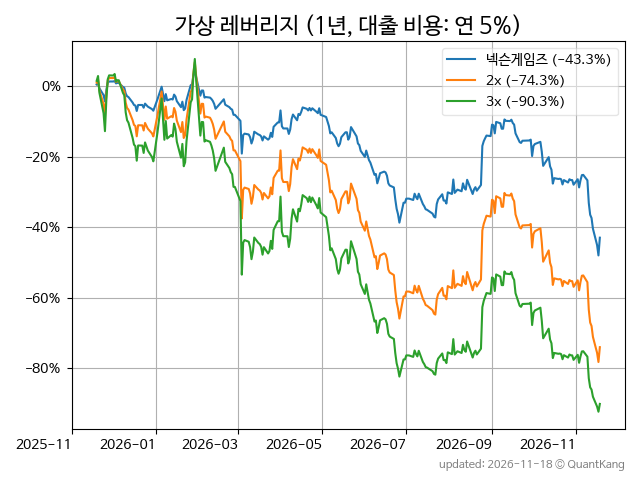 가상 레버리지 (1년, 대출 비용: 연 5%)
넥슨게임즈 (−43.3%)
2x (−74.3%)
3x (−90.3%)
0%
−20%
−40%
−60%
−80%
2025-11 2026-01 2026-03 2026-05 2026-07 2026-09 2026-11
updated: 2026-11-18 ⓒ QuantKang